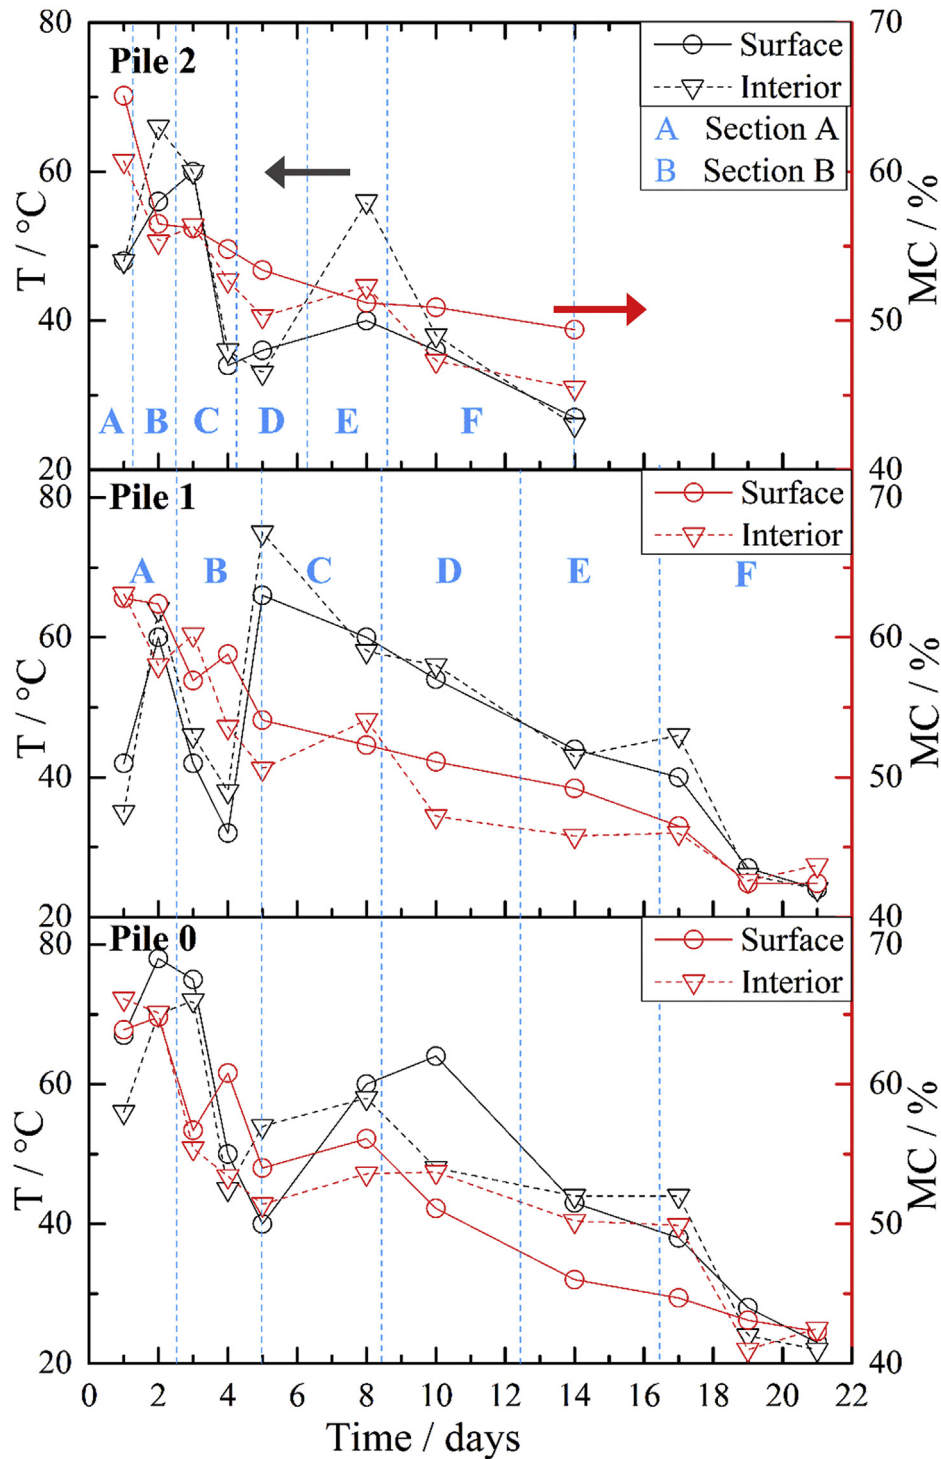 80
70
Pile 2
Surface
Interior
A Section A
B Section B
60
60
T / °C
MC / %
40
50
A B C D E F
20
40
Pile 1
80
70
Surface
Interior
A B C D E F
60
60
T / °C
MC / %
40
50
20
40
Pile 0
80
70
Surface
Interior
60
60
T / °C
MC / %
40
50
20
40
0 2 4 6 8 10 12 14 16 18 20 22
Time / days